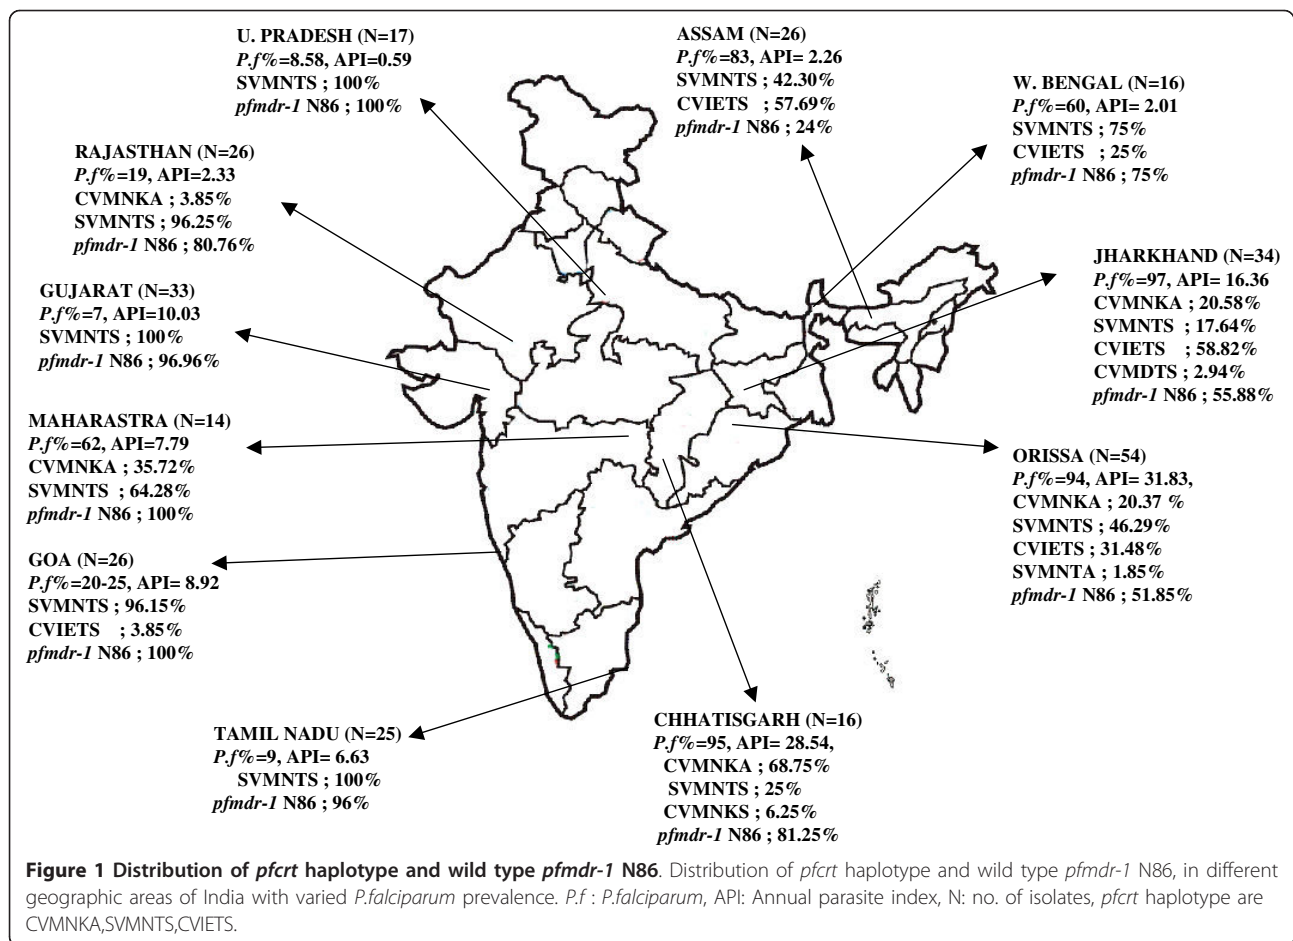 U. PRADESH (N=17)
P.f%=8.58, API=0.59
SVMNTS ; 100%
pfmdr-1 N86 ; 100%
ASSAM (N=26)
P.f%=83, API= 2.26
SVMNTS ; 42.30%
CVIETS ; 57.69%
pfmdr-1 N86 ; 24%
W. BENGAL (N=16)
P.f%=60, API= 2.01
SVMNTS ; 75%
CVIETS ; 25%
pfmdr-1 N86 ; 75%
RAJASTHAN (N=26)
P.f%=19, API=2.33
CVMNKA ; 3.85%
SVMNTS ; 96.25%
pfmdr-1 N86 ; 80.76%
JHARKHAND (N=34)
P.f%=97, API= 16.36
CVMNKA ; 20.58%
SVMNTS ; 17.64%
CVIETS ; 58.82%
CVMDTS ; 2.94%
pfmdr-1 N86 ; 55.88%
GUJARAT (N=33)
P.f%=7, API=10.03
SVMNTS ; 100%
pfmdr-1 N86 ; 96.96%
MAHARASTRA (N=14)
P.f%=62, API=7.79
CVMNKA ; 35.72%
SVMNTS ; 64.28%
pfmdr-1 N86 ; 100%
ORISSA (N=54)
P.f%=94, API= 31.83,
CVMNKA ; 20.37 %
SVMNTS ; 46.29%
CVIETS ; 31.48%
SVMNTA ; 1.85%
pfmdr-1 N86 ; 51.85%
GOA (N=26)
P.f%=20-25, API= 8.92
SVMNTS ; 96.15%
CVIETS ; 3.85%
pfmdr-1 N86 ; 100%
TAMIL NADU (N=25)
P.f%=9, API= 6.63
SVMNTS ; 100%
pfmdr-1 N86 ; 96%
CHHATISGARH (N=16)
P.f%=95, API= 28.54,
CVMNKA ; 68.75%
SVMNTS ; 25%
CVMNKS ; 6.25%
pfmdr-1 N86 ; 81.25%
Figure 1 Distribution of pfcrt haplotype and wild type pfmdr-1 N86. Distribution of pfcrt haplotype and wild type pfmdr-1 N86, in different
geographic areas of India with varied P.falciparum prevalence. P.f : P.falciparum, API: Annual parasite index, N: no. of isolates, pfcrt haplotype are
CVMNKA,SVMNTS,CVIETS.